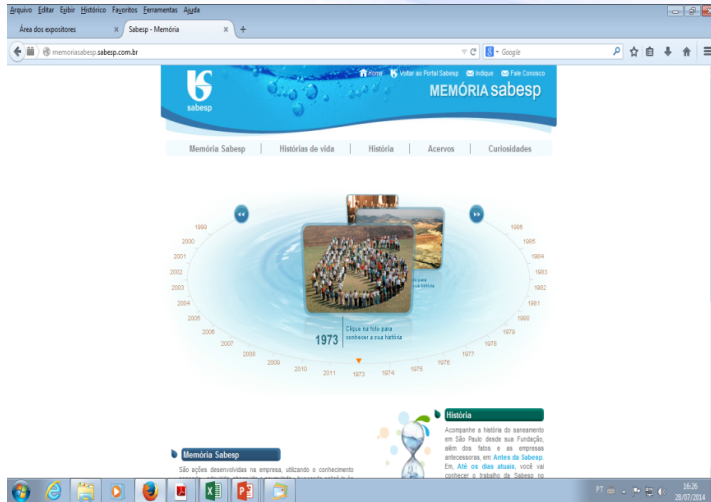 Arquivo Editar Exibir Histórico Favoritos Ferramentas Ajuda
Área dos expositores × Sabesp - Memória × +
memoriasabesp.sabesp.com.br Google
Home Voltar ao Portal Sabesp Indique Fale Conosco
MEMÓRIA sabesp
sabesp
Memória Sabesp | Histórias de vida | História | Acervos | Curiosidades
1999 1986
2000 1985
2001 1984
2002 1983
2003 1982
2004 1981
2005 1980
2006 1979
2007 1978
2008 1977
2009 1976
2010 2011 1973 1974 1975
1973
Clique na foto para
conhecer a sua história
História
Acompanhe a história do saneamento
em São Paulo desde sua Fundação,
além dos fatos e as empresas
antecessoras, em Antes da Sabesp.
Em, Até os dias atuais, você vai
conhecer o trabalho da Sabesp no
Memória Sabesp
São ações desenvolvidas na empresa, utilizando o conhecimento
PT
16:26
28/07/2014